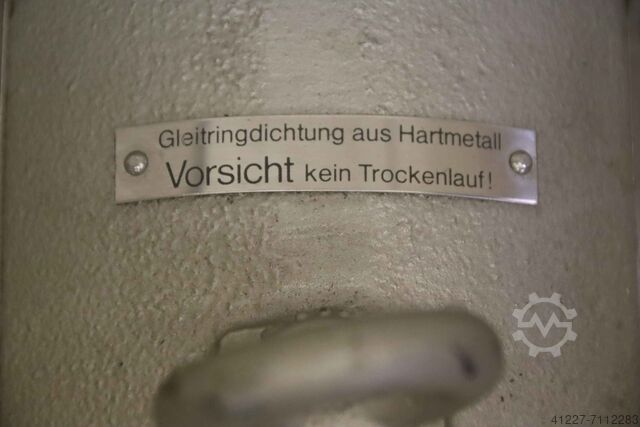 Gleitringdichtung aus Hartmetall
Vorsicht kein Trockenlauf!
41227-7112283